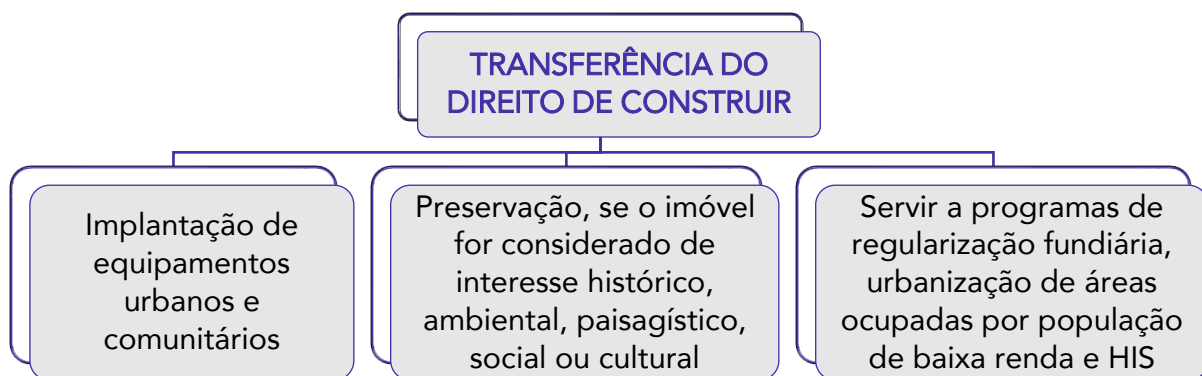 TRANSFERÊNCIA DO
DIREITO DE CONSTRUIR
Implantação de
equipamentos
urbanos e
comunitários
Preservação, se o imóvel
for considerado de
interesse histórico,
ambiental, paisagístico,
social ou cultural
Servir a programas de
regularização fundiária,
urbanização de áreas
ocupadas por população
de baixa renda e HIS